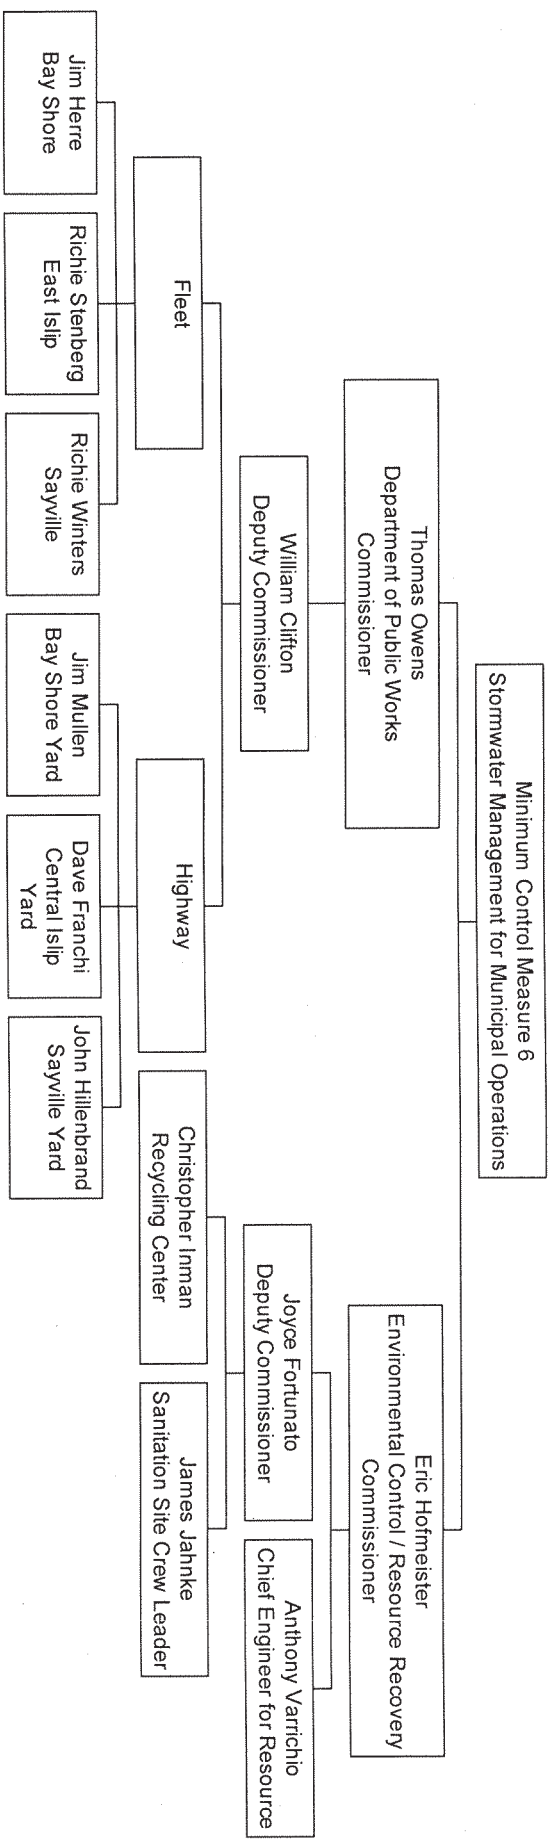 Minimum Control Measure 6
Stormwater Management for Municipal Operations
Thomas Owens
Department of Public Works
Commissioner
Eric Hofmeister
Environmental Control / Resource Recovery
Commissioner
William Clifton
Deputy Commissioner
Joyce Fortunato
Deputy Commissioner
Anthony Varrichio
Chief Engineer for Resource
Fleet
Highway
Christopher Inman
Recycling Center
James Jahnke
Sanitation Site Crew Leader
Jim Herre
Bay Shore
Richie Stenberg
East Islip
Richie Winters
Sayville
Jim Mullen
Bay Shore Yard
Dave Franchi
Central Islip
Yard
John Hillenbrand
Sayville Yard